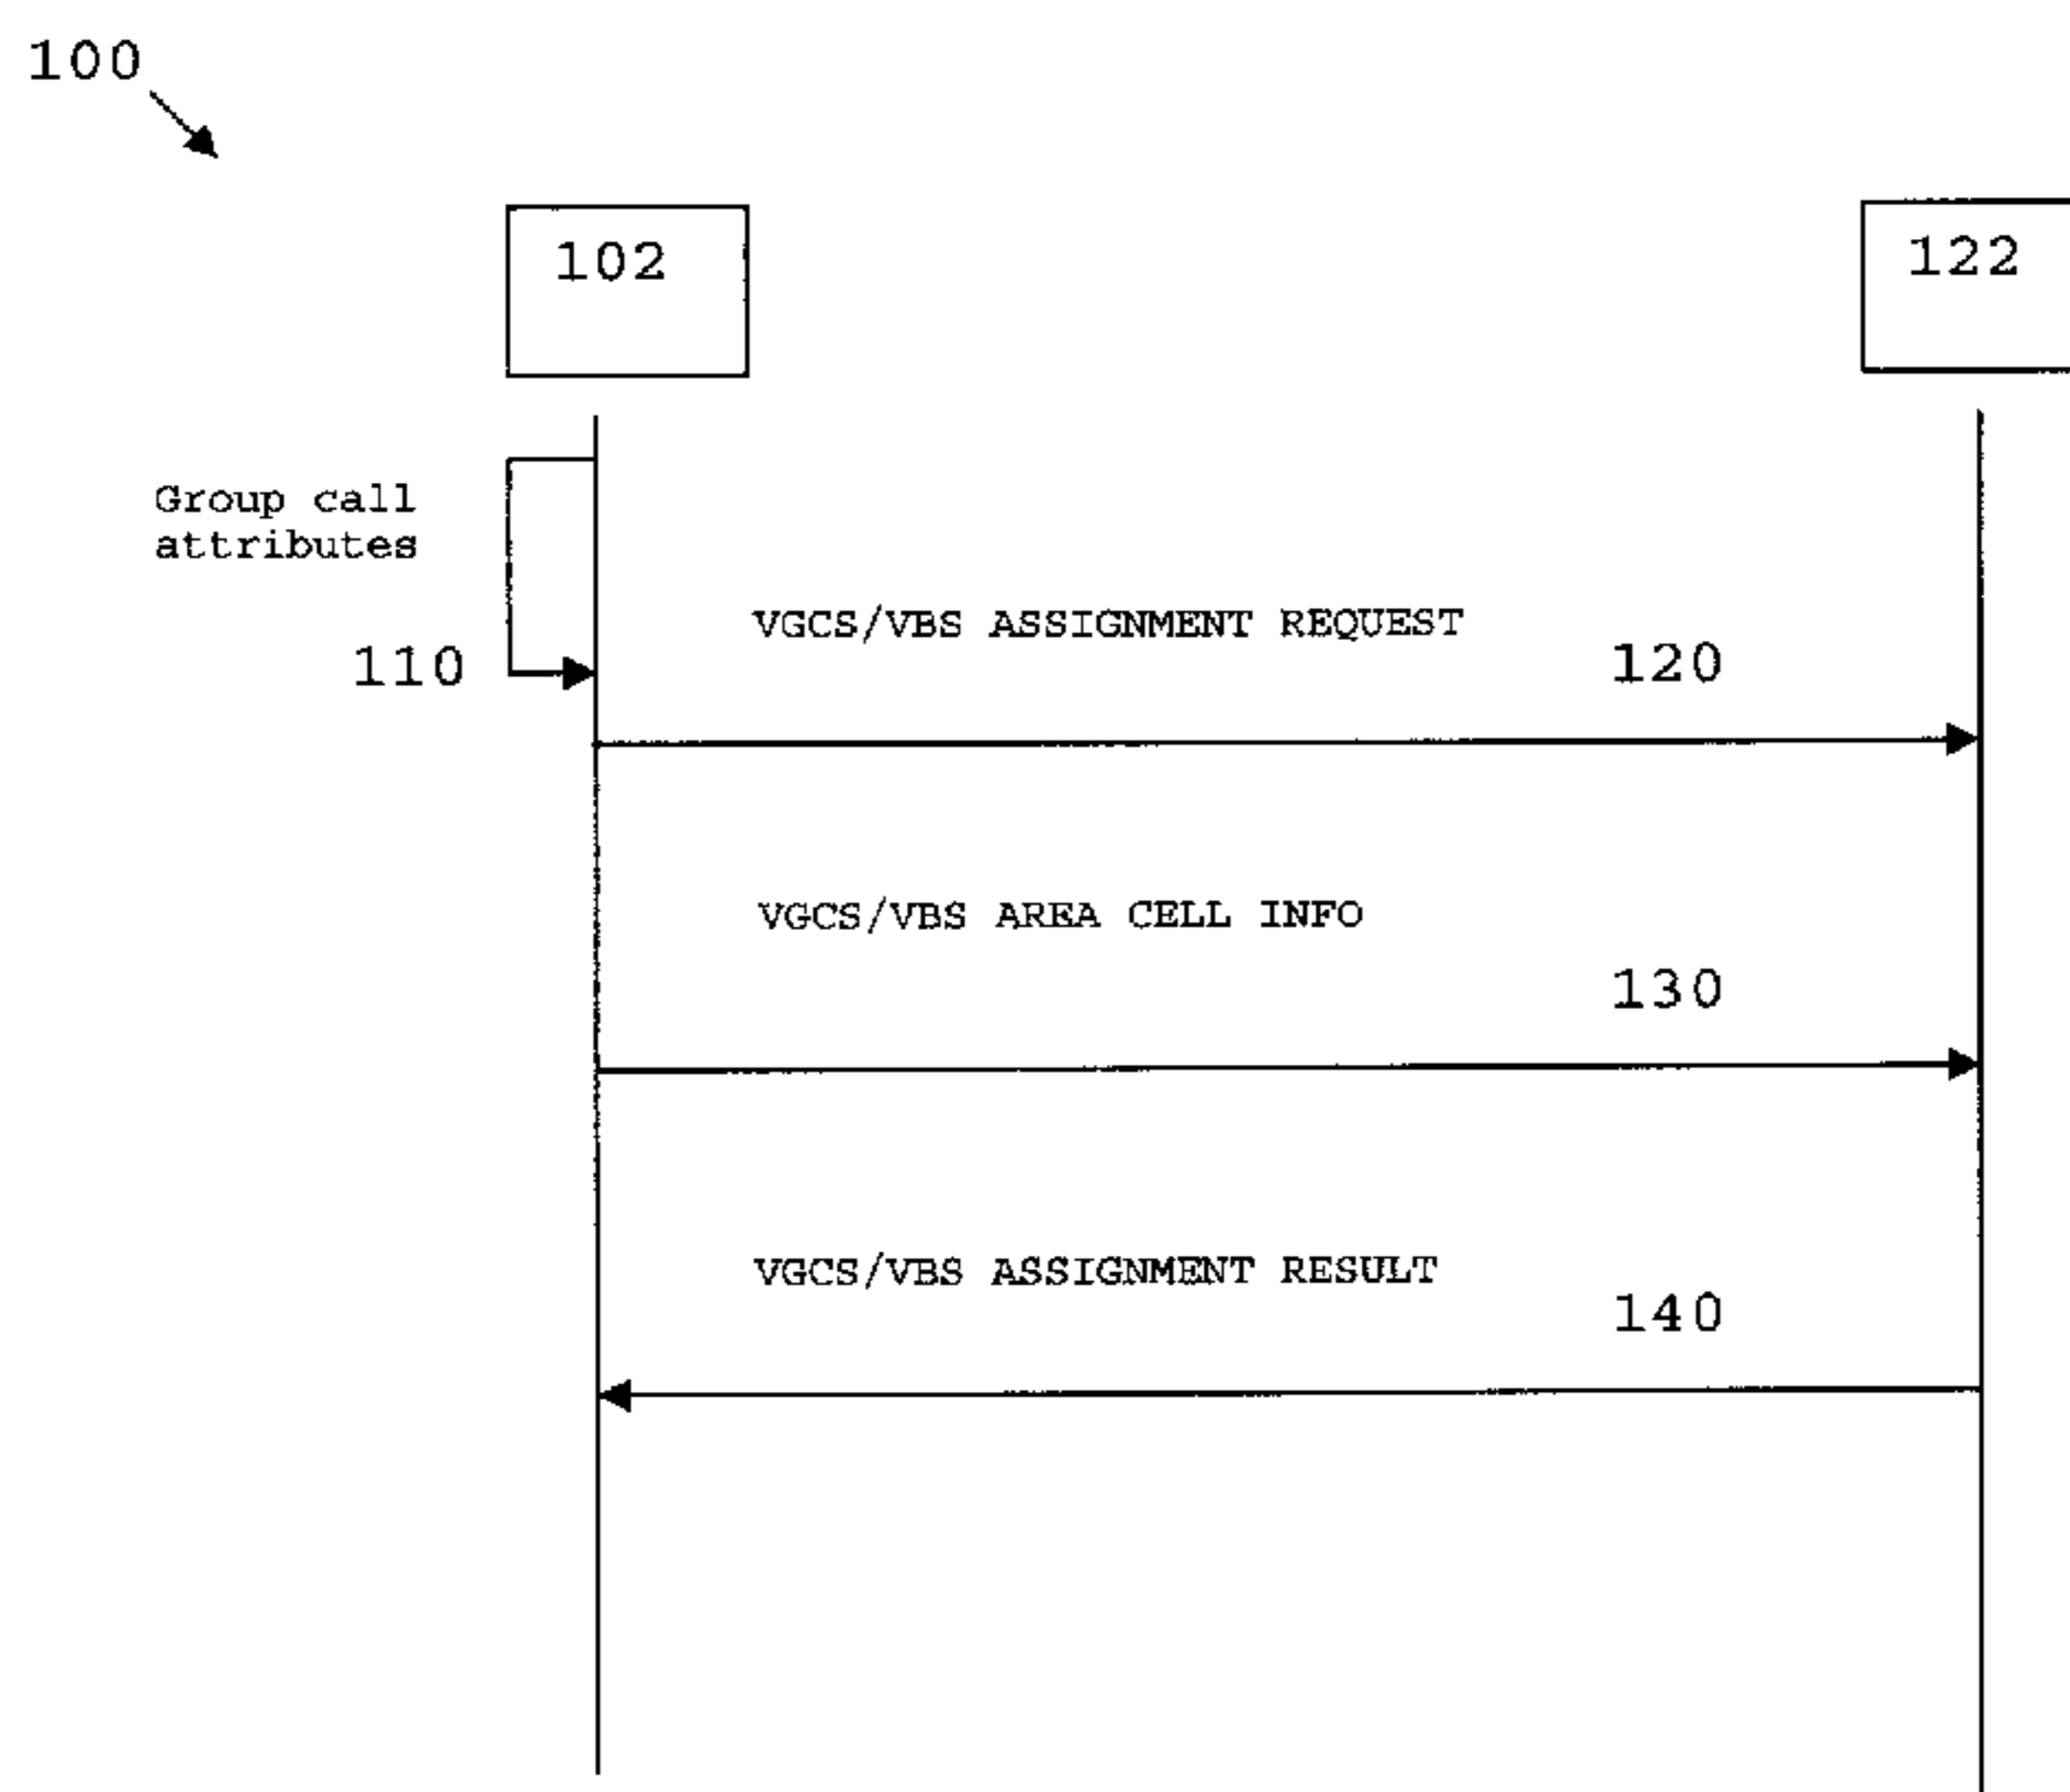 100
102
122
Group call
attributes
VGCS/VBS ASSIGNMENT REQUEST
110
120
VGCS/VBS AREA CELL INFO
130
VGCS/VBS ASSIGNMENT RESULT
140